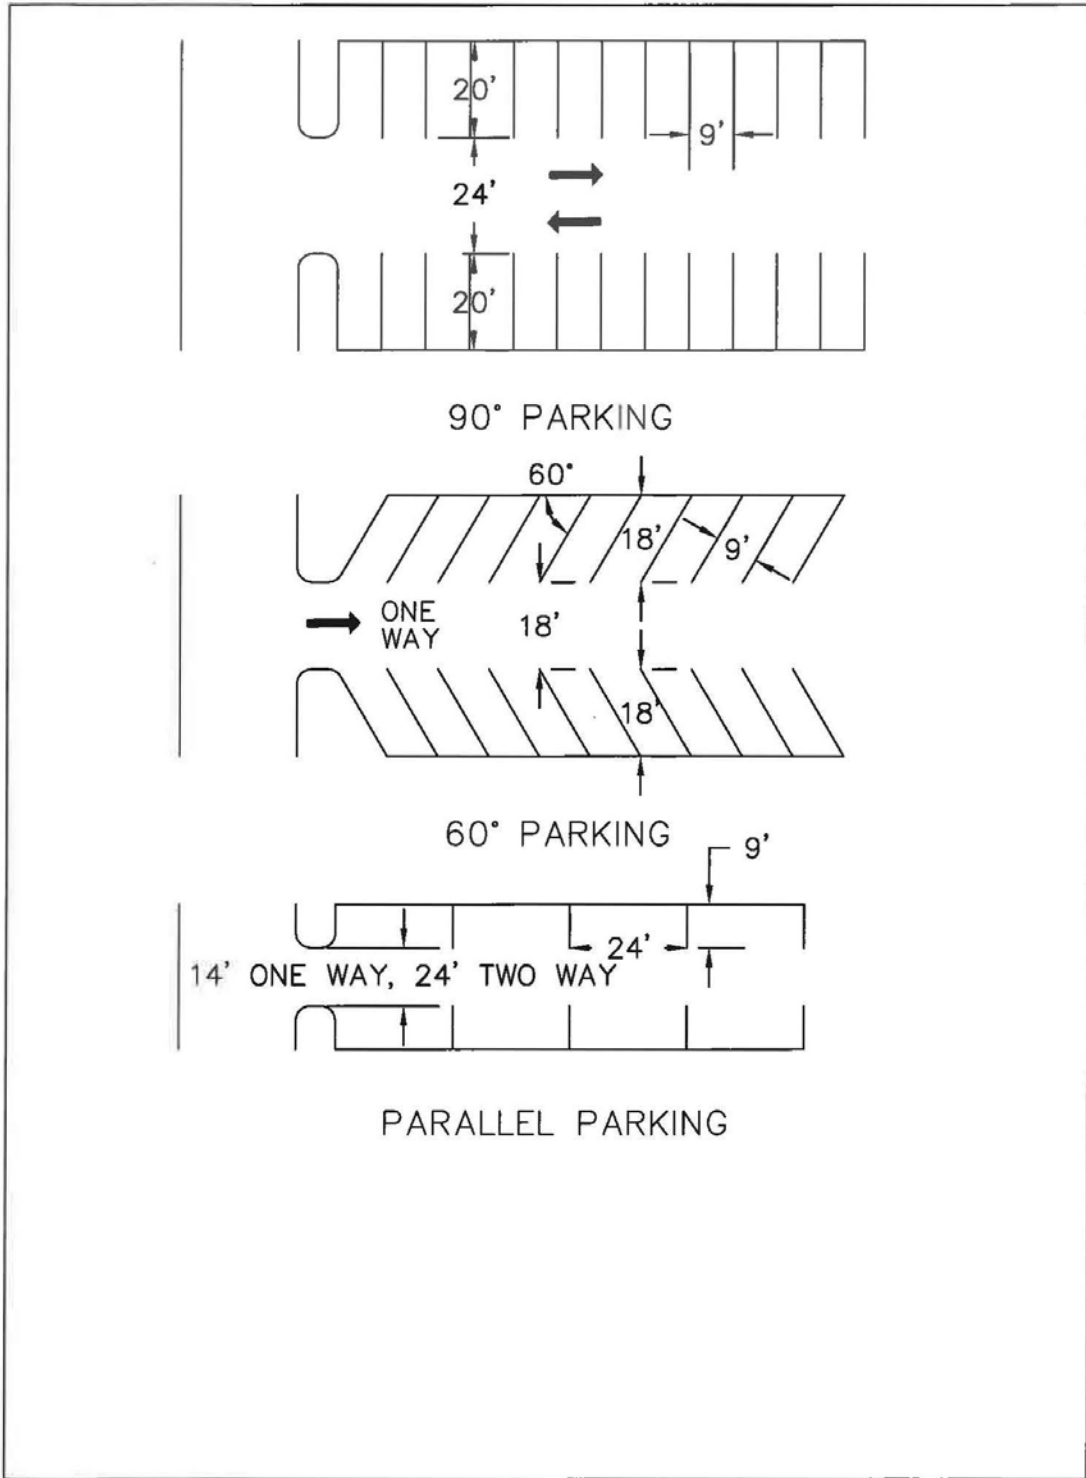 20'
9'
24'
20'
90° PARKING
60°
18'
9'
ONE
WAY
18'
18'
60° PARKING
9'
24'
14' ONE WAY, 24' TWO WAY
PARALLEL PARKING